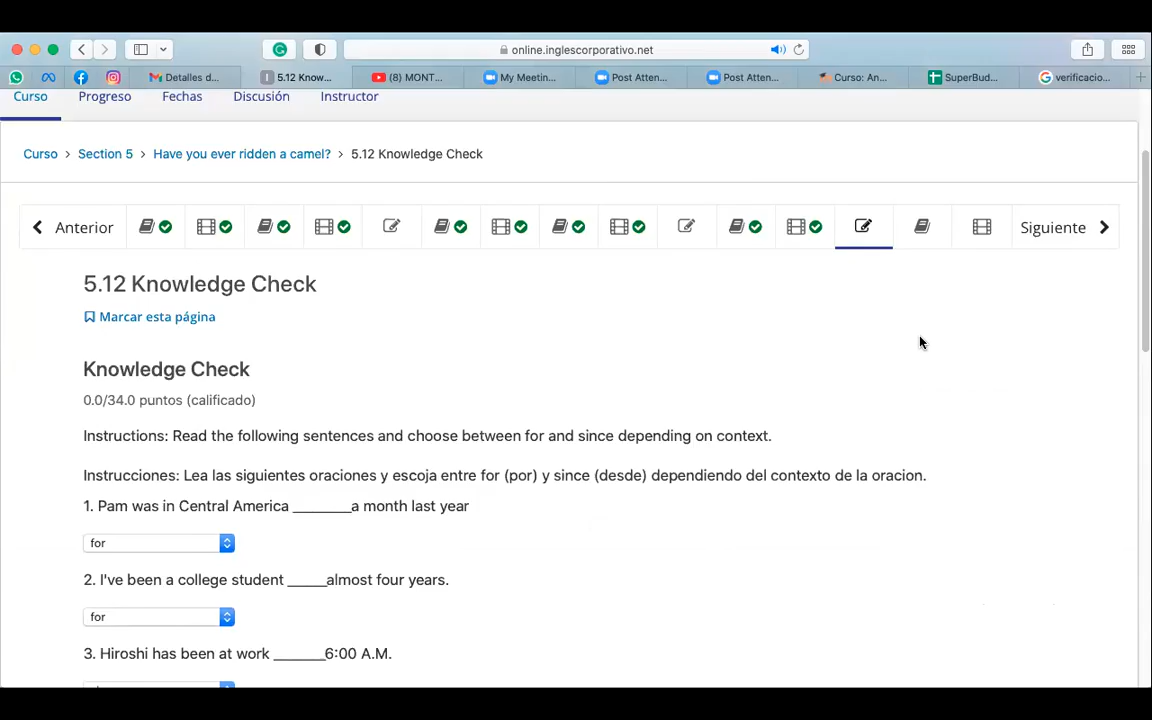 online.inglescorporativo.net
Detalles d...
5.12 Know...
(8) MONT...
My Meetin...
Post Atten...
Post Atten...
Curso: An...
SuperBud...
verificacio...
Curso
Progreso
Fechas
Discusión
Instructor
Curso > Section 5 > Have you ever ridden a camel? > 5.12 Knowledge Check
Anterior
Siguiente
5.12 Knowledge Check
Marcar esta página
Knowledge Check
0.0/34.0 puntos (calificado)
Instructions: Read the following sentences and choose between for and since depending on context.
Instrucciones: Lea las siguientes oraciones y escoja entre for (por) y since (desde) dependiendo del contexto de la oracion.
1. Pam was in Central America ________a month last year
for
2. I've been a college student _____almost four years.
for
3. Hiroshi has been at work _______6:00 A.M.